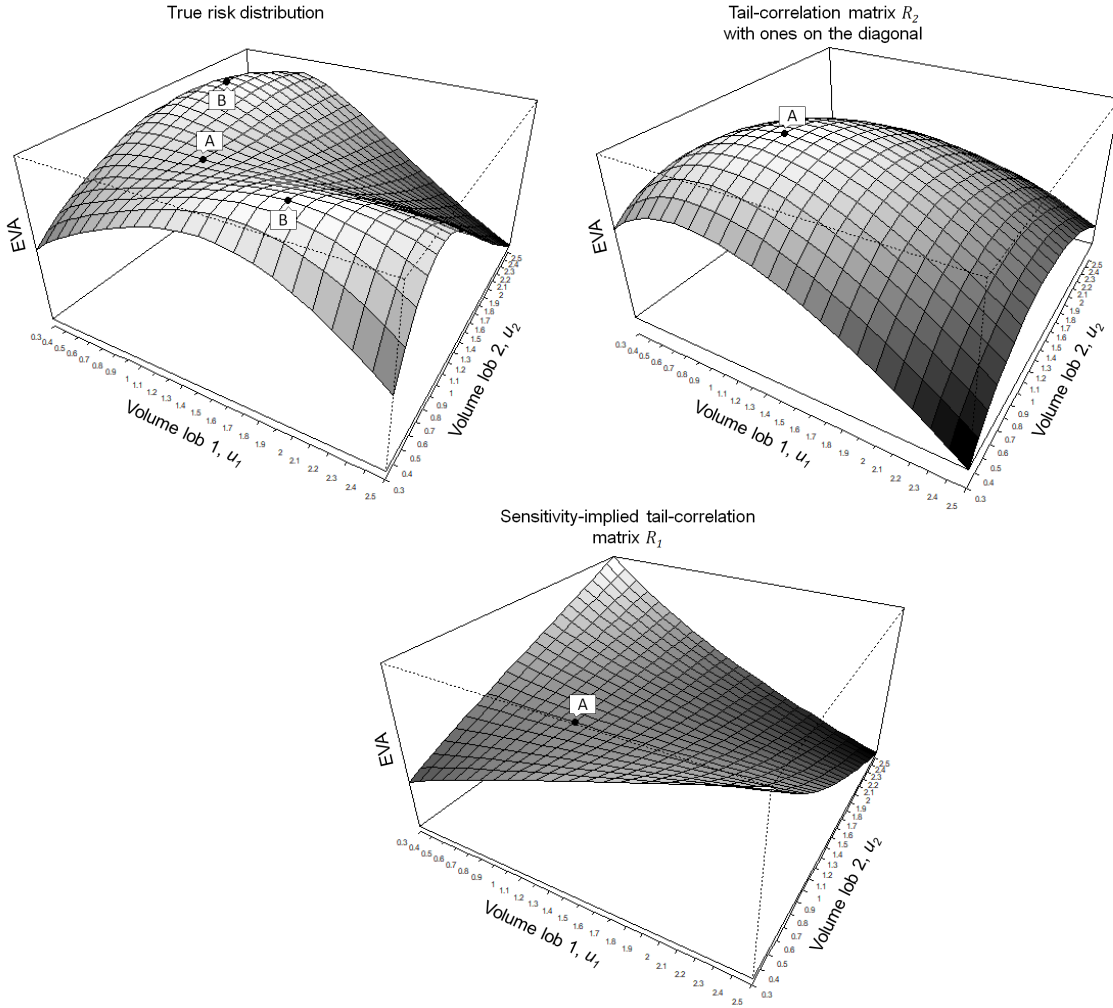 True risk distribution
B
A
B
EVA
0.3 0.4 0.5 0.6 0.7 0.8 0.9 1 1.1 1.2 1.3 1.4 1.5 1.6 1.7 1.8 1.9 2 2.1 2.2 2.3 2.4 2.5
Volume lob 1, u1
0.3 0.4 0.5 0.6 0.7 0.8 0.9 1 1.1 1.2 1.3 1.4 1.5 1.6 1.7 1.8 1.9 2 2.1 2.2 2.3 2.4 2.5
Volume lob 2, u2
Tail-correlation matrix R2
with ones on the diagonal
A
EVA
0.3 0.4 0.5 0.6 0.7 0.8 0.9 1 1.1 1.2 1.3 1.4 1.5 1.6 1.7 1.8 1.9 2 2.1 2.2 2.3 2.4 2.5
Volume lob 1, u1
0.3 0.4 0.5 0.6 0.7 0.8 0.9 1 1.1 1.2 1.3 1.4 1.5 1.6 1.7 1.8 1.9 2 2.1 2.2 2.3 2.4 2.5
Volume lob 2, u2
Sensitivity-implied tail-correlation
matrix R1
A
EVA
0.3 0.4 0.5 0.6 0.7 0.8 0.9 1 1.1 1.2 1.3 1.4 1.5 1.6 1.7 1.8 1.9 2 2.1 2.2 2.3 2.4 2.5
Volume lob 1, u1
0.3 0.4 0.5 0.6 0.7 0.8 0.9 1 1.1 1.2 1.3 1.4 1.5 1.6 1.7 1.8 1.9 2 2.1 2.2 2.3 2.4 2.5
Volume lob 2, u2